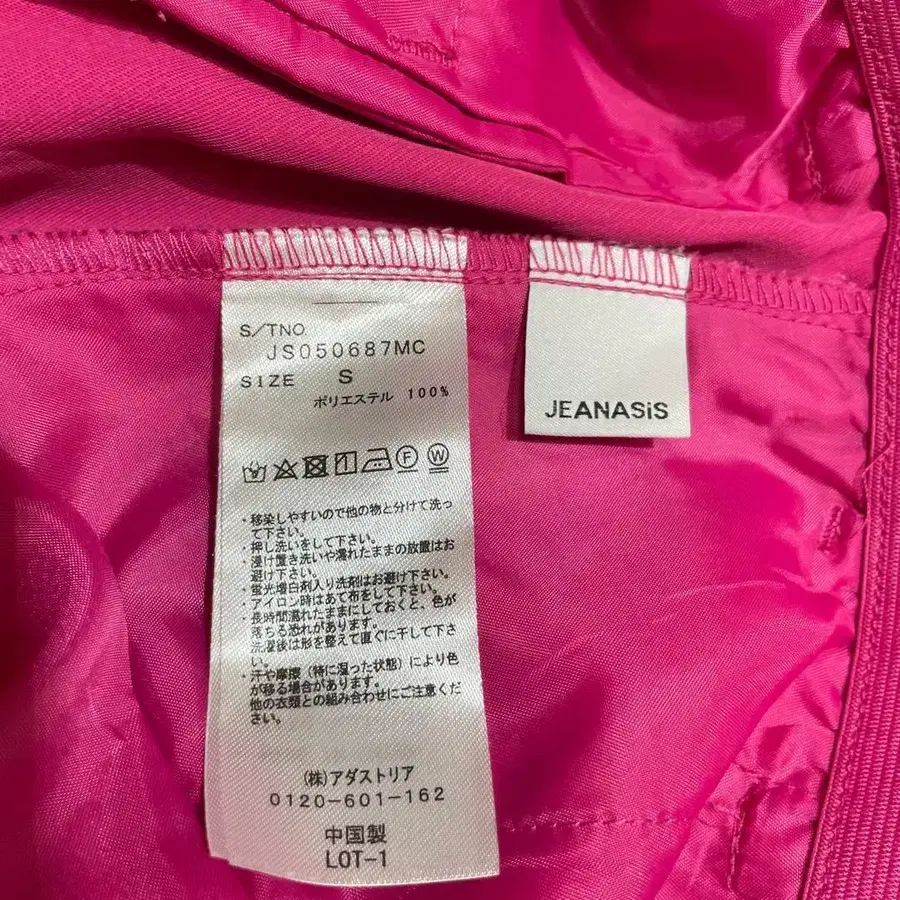 S/TNO.
JS050687MC
SIZE S
ポリエステル 100%
・移染しやすいので他の物と分けて洗っ
て下さい。
・押し洗いをして下さい。
・浸け置き洗いや濡れたままの放置はお
避け下さい。
・蛍光増白剤入り洗剤はお避け下さい。
・アイロン時はあて布をして下さい。
・長時間濡れたままにしておくと、色が
落ちる恐れがあります。
洗濯後は形を整えて直ぐに干して下さ
い。
・汗や摩擦（特に湿った状態）により色
が移る場合があります。
他の衣類との組み合わせにご注意くだ
さい。
(株)アダストリア
0120-601-162
中国製
LOT-1
JEANASiS